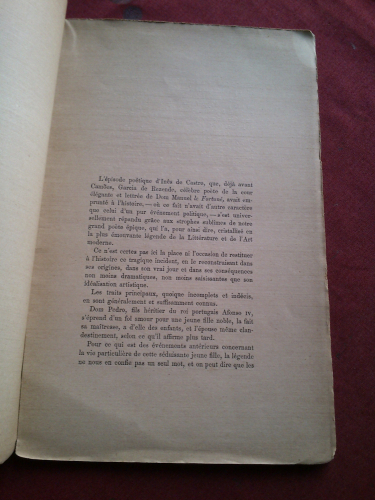 L'épisode poétique d'Inês de Castro, que, déjà avant
Camões, Garcia de Rezende, célèbre poète de la cour
élégante et lettrée de Dom Manuel le Fortuné, avait em-
prunté à l'histoire, — où ce fait n'avait d'autre caractère
que celui d'un pur événement politique, — s'est univer-
sellement répandu grâce aux strophes sublimes de notre
grand poète épique, qui l'a, pour ainsi dire, cristallisé en
la plus émouvante légende de la Littérature et de l'Art
moderne.
Ce n'est certes pas ici la place ni l'occasion de restituer
à l'histoire ce tragique incident, en le reconstruisant dans
ses origines, dans son vrai jour et dans ses conséquences
non moins dramatiques, non moins saisissantes que son
idéalisation artistique.
Les traits principaux, quoique incomplets et indécis,
en sont généralement et suffisamment connus.
Dom Pedro, fils héritier du roi portugais Afonso IV,
s'éprend d'un fol amour pour une jeune fille noble, la fait
sa maîtresse, a d'elle des enfants, et l'épouse même clan-
destinement, selon ce qu'il affirme plus tard.
Pour ce qui est des événements antérieurs concernant
la vie particulière de cette séduisante jeune fille, la légende
ne nous en confie pas un seul mot, et on peut dire que les